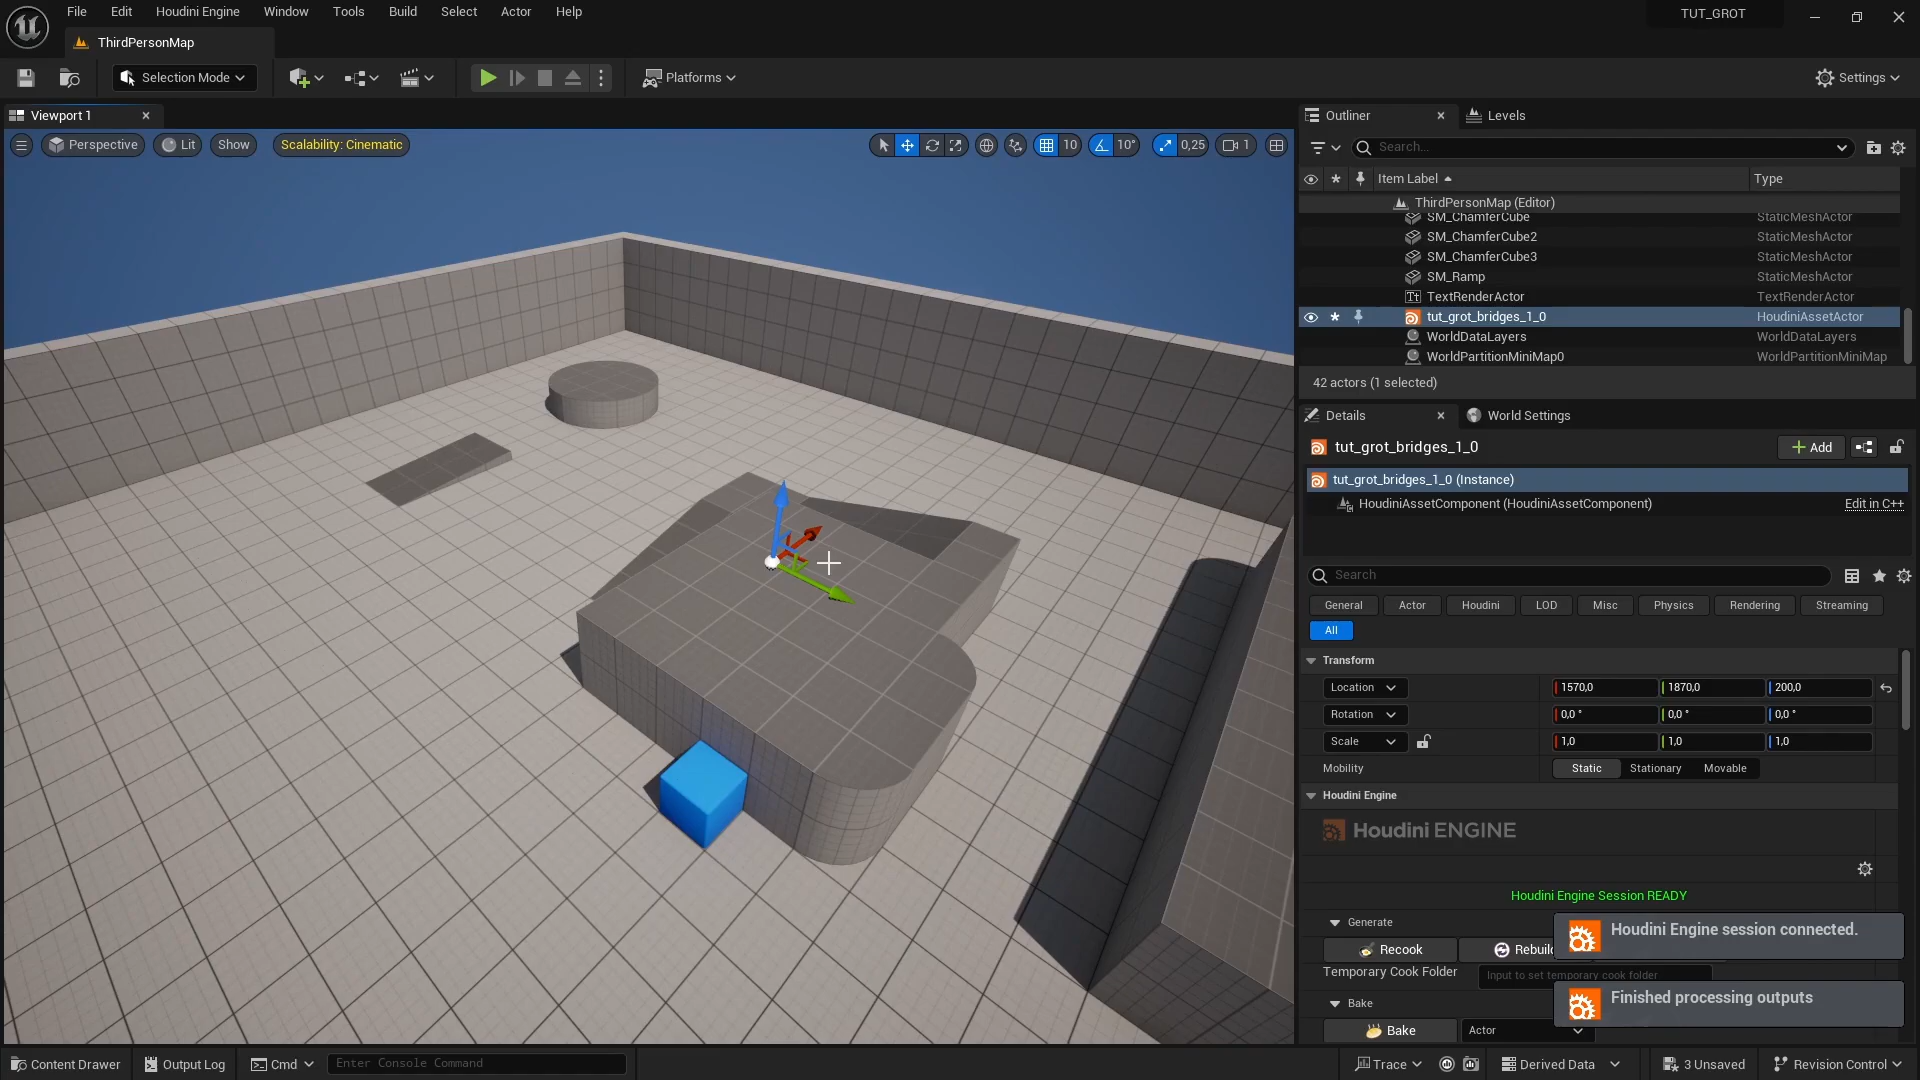 File Edit Houdini Engine Window Tools Build Select Actor Help
TUT_GROT
ThirdPersonMap
Selection Mode
Platforms
Settings
Viewport 1
Perspective Lit Show Scalability: Cinematic
10 10° 0,25 1
Outliner Levels
Search...
Item Label Type
ThirdPersonMap (Editor)
SM_ChamferCube StaticMeshActor
SM_ChamferCube2 StaticMeshActor
SM_ChamferCube3 StaticMeshActor
SM_Ramp StaticMeshActor
TextRenderActor TextRenderActor
tut_grot_bridges_1_0 HoudiniAssetActor
WorldDataLayers WorldDataLayers
WorldPartitionMiniMap0 WorldPartitionMiniMap
42 actors (1 selected)
Details World Settings
tut_grot_bridges_1_0 Add
tut_grot_bridges_1_0 (Instance)
HoudiniAssetComponent (HoudiniAssetComponent) Edit in C++
Search
General Actor Houdini LOD Misc Physics Rendering Streaming
All
Transform
Location 1570,0 1870,0 200,0
Rotation 0,0 ° 0,0 ° 0,0 °
Scale 1,0 1,0 1,0
Mobility Static Stationary Movable
Houdini Engine
Houdini ENGINE
Houdini Engine Session READY
Generate
Houdini Engine session connected.
Recook Rebuild
Temporary Cook Folder Input to set temporary cook folder
Finished processing outputs
Bake
Bake Actor
Content Drawer Output Log Cmd Enter Console Command
Trace Derived Data 3 Unsaved Revision Control